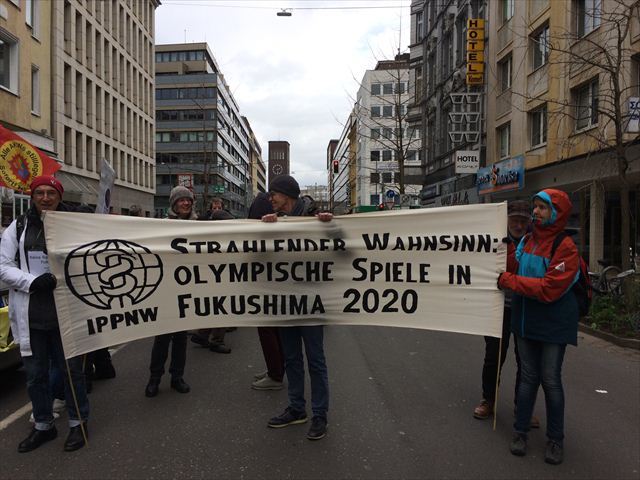 STRAHLENDER WAHNSINN:
OLYMPISCHE SPIELE IN
FUKUSHIMA 2020
IPPNW
HOTEL
HOTEL